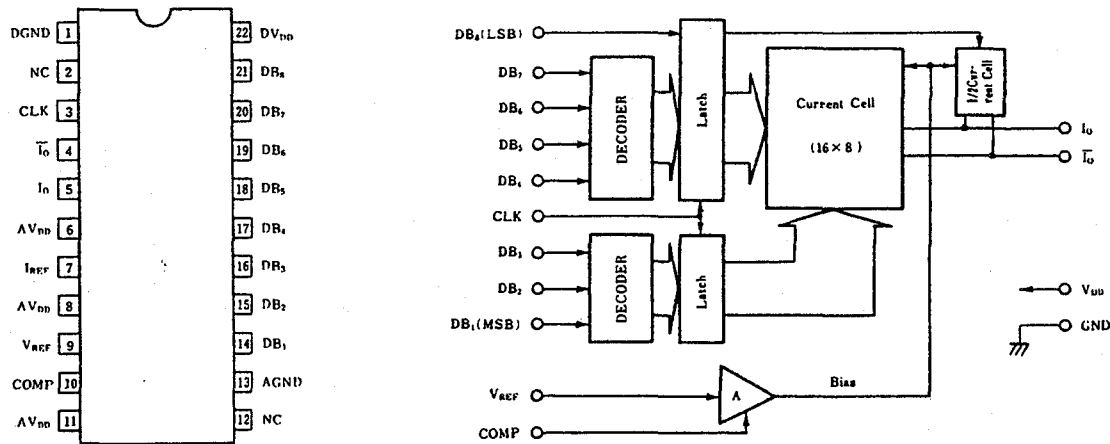 DGND 1
NC 2
CLK 3
I̅₀ 4
I₀ 5
AV_DD 6
I_REF 7
AV_DD 8
V_REF 9
COMP 10
AV_DD 11
22 DV_DD
21 DB₈
20 DB₇
19 DB₆
18 DB₅
17 DB₄
16 DB₃
15 DB₂
14 DB₁
13 AGND
12 NC
DB₈(LSB)
DB₇
DB₆
DB₅
DB₄
CLK
DB₃
DB₂
DB₁(MSB)
V_REF
COMP
DECODER
DECODER
Latch
Latch
Current Cell
(16×8)
1/2Cur-
rent Cell
I₀
I̅₀
V_DD
GND
A
Bias